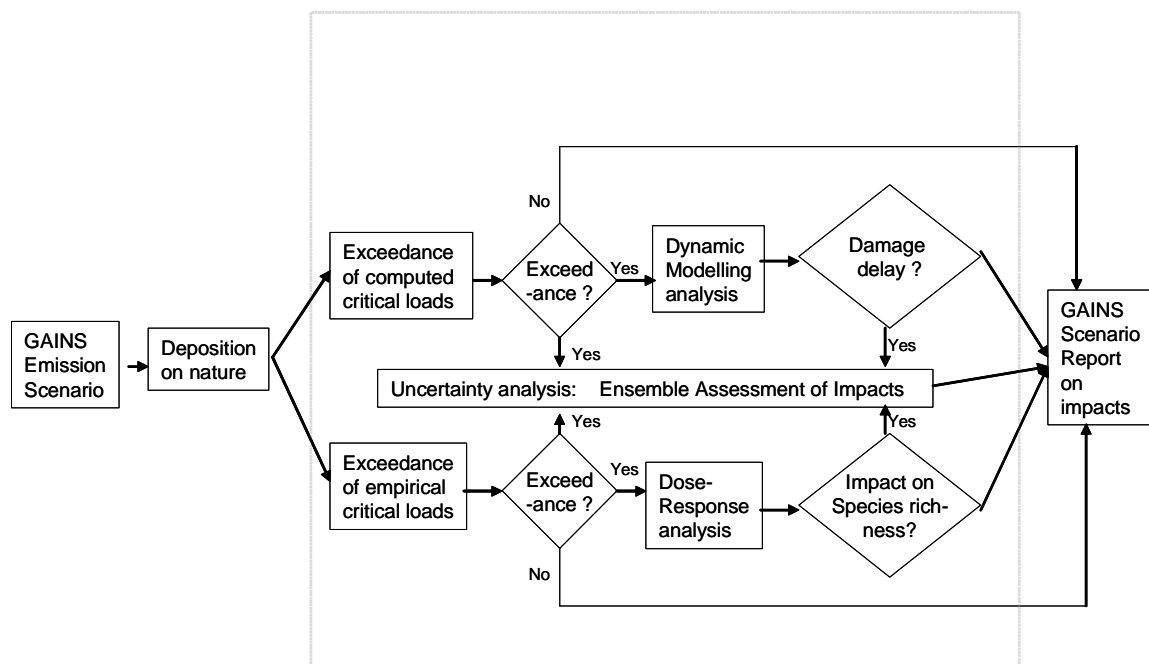 GAINS
Emission
Scenario
Deposition
on nature
Exceedance
of computed
critical loads
No
Exceed
-ance ?
Yes
Yes
Dynamic
Modelling
analysis
Damage
delay ?
Yes
Uncertainty analysis: Ensemble Assessment of Impacts
Exceedance
of empirical
critical loads
Yes
Exceed
-ance ?
Yes
No
Dose-
Response
analysis
Yes
Impact on
Species rich-
ness?
GAINS
Scenario
Report
on
impacts